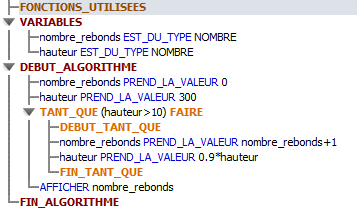 FONCTIONS_UTILISEES
VARIABLES
nombre_rebonds EST_DU_TYPE NOMBRE
hauteur EST_DU_TYPE NOMBRE
DEBUT_ALGORITHME
nombre_rebonds PREND_LA_VALEUR 0
hauteur PREND_LA_VALEUR 300
TANT_QUE (hauteur>10) FAIRE
DEBUT_TANT_QUE
nombre_rebonds PREND_LA_VALEUR nombre_rebonds+1
hauteur PREND_LA_VALEUR 0.9*hauteur
FIN_TANT_QUE
AFFICHER nombre_rebonds
FIN_ALGORITHME